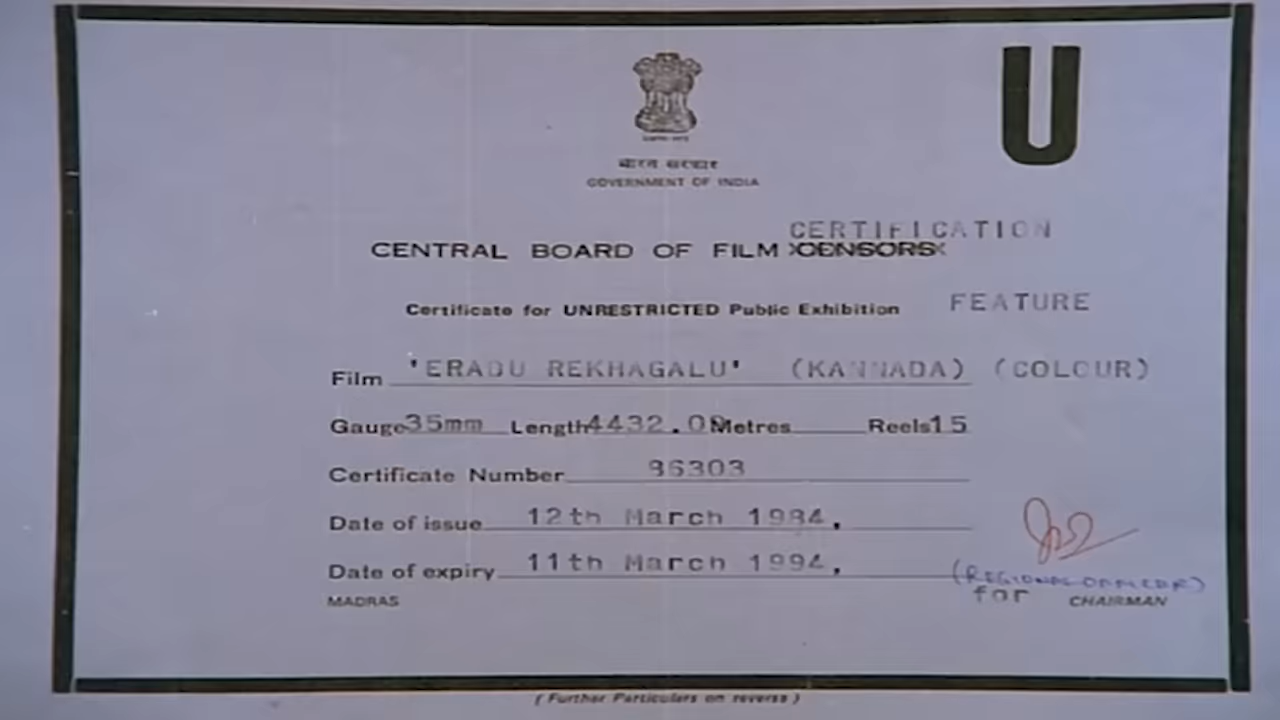 U
भारत सरकार
GOVERNMENT OF INDIA
CERTIFICATION
CENTRAL BOARD OF FILM CENSORS
Certificate for UNRESTRICTED Public Exhibition FEATURE
Film 'ERADU REKHAGALU' (KANNADA) (COLOUR)
Gauge 35mm Length 4432.00 Metres Reels 15
Certificate Number 86303
Date of issue 12th March 1984,
Date of expiry 11th March 1994,
(REGIONAL OFFICER)
MADRAS for CHAIRMAN
(Further Particulars on reverse)